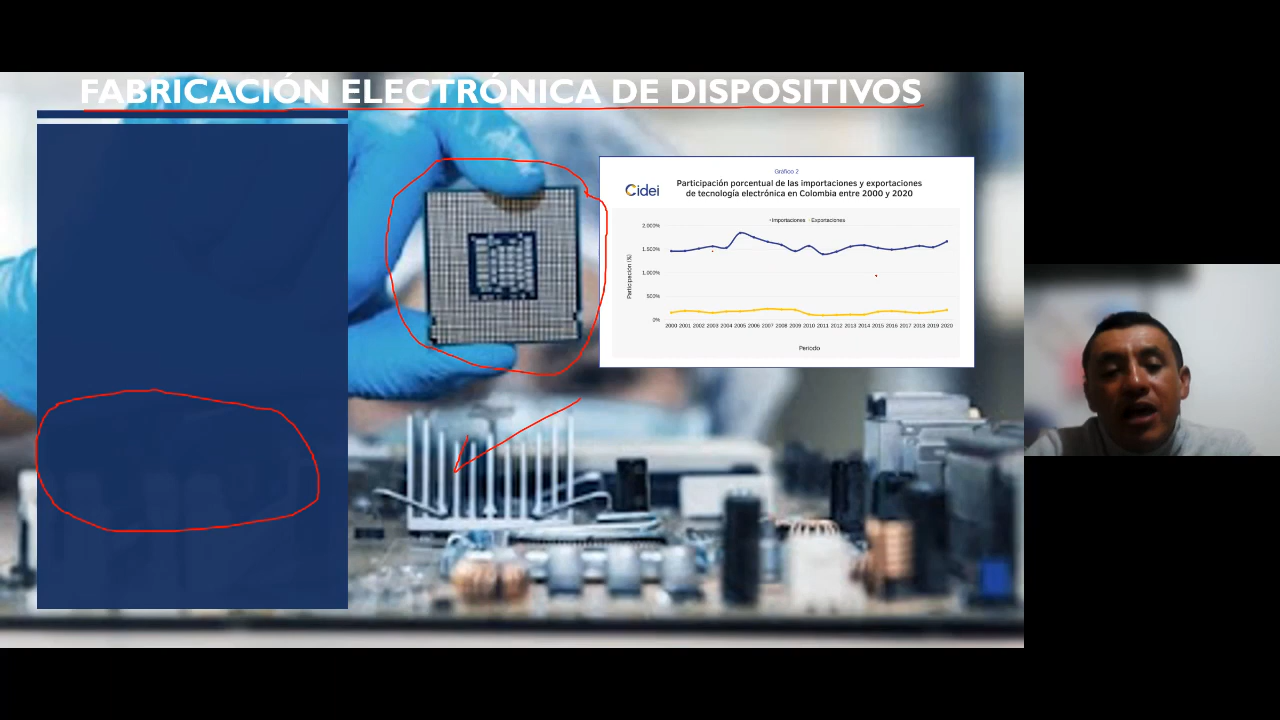 FABRICACIÓN ELECTRÓNICA DE DISPOSITIVOS
Gráfico 2
Cidei
Participación porcentual de las importaciones y exportaciones
de tecnología electrónica en Colombia entre 2000 y 2020
Importaciones Exportaciones
2.000%
1.500%
1.000%
500%
0%
Participación (%)
2000 2001 2002 2003 2004 2005 2006 2007 2008 2009 2010 2011 2012 2013 2014 2015 2016 2017 2018 2019 2020
Periodo